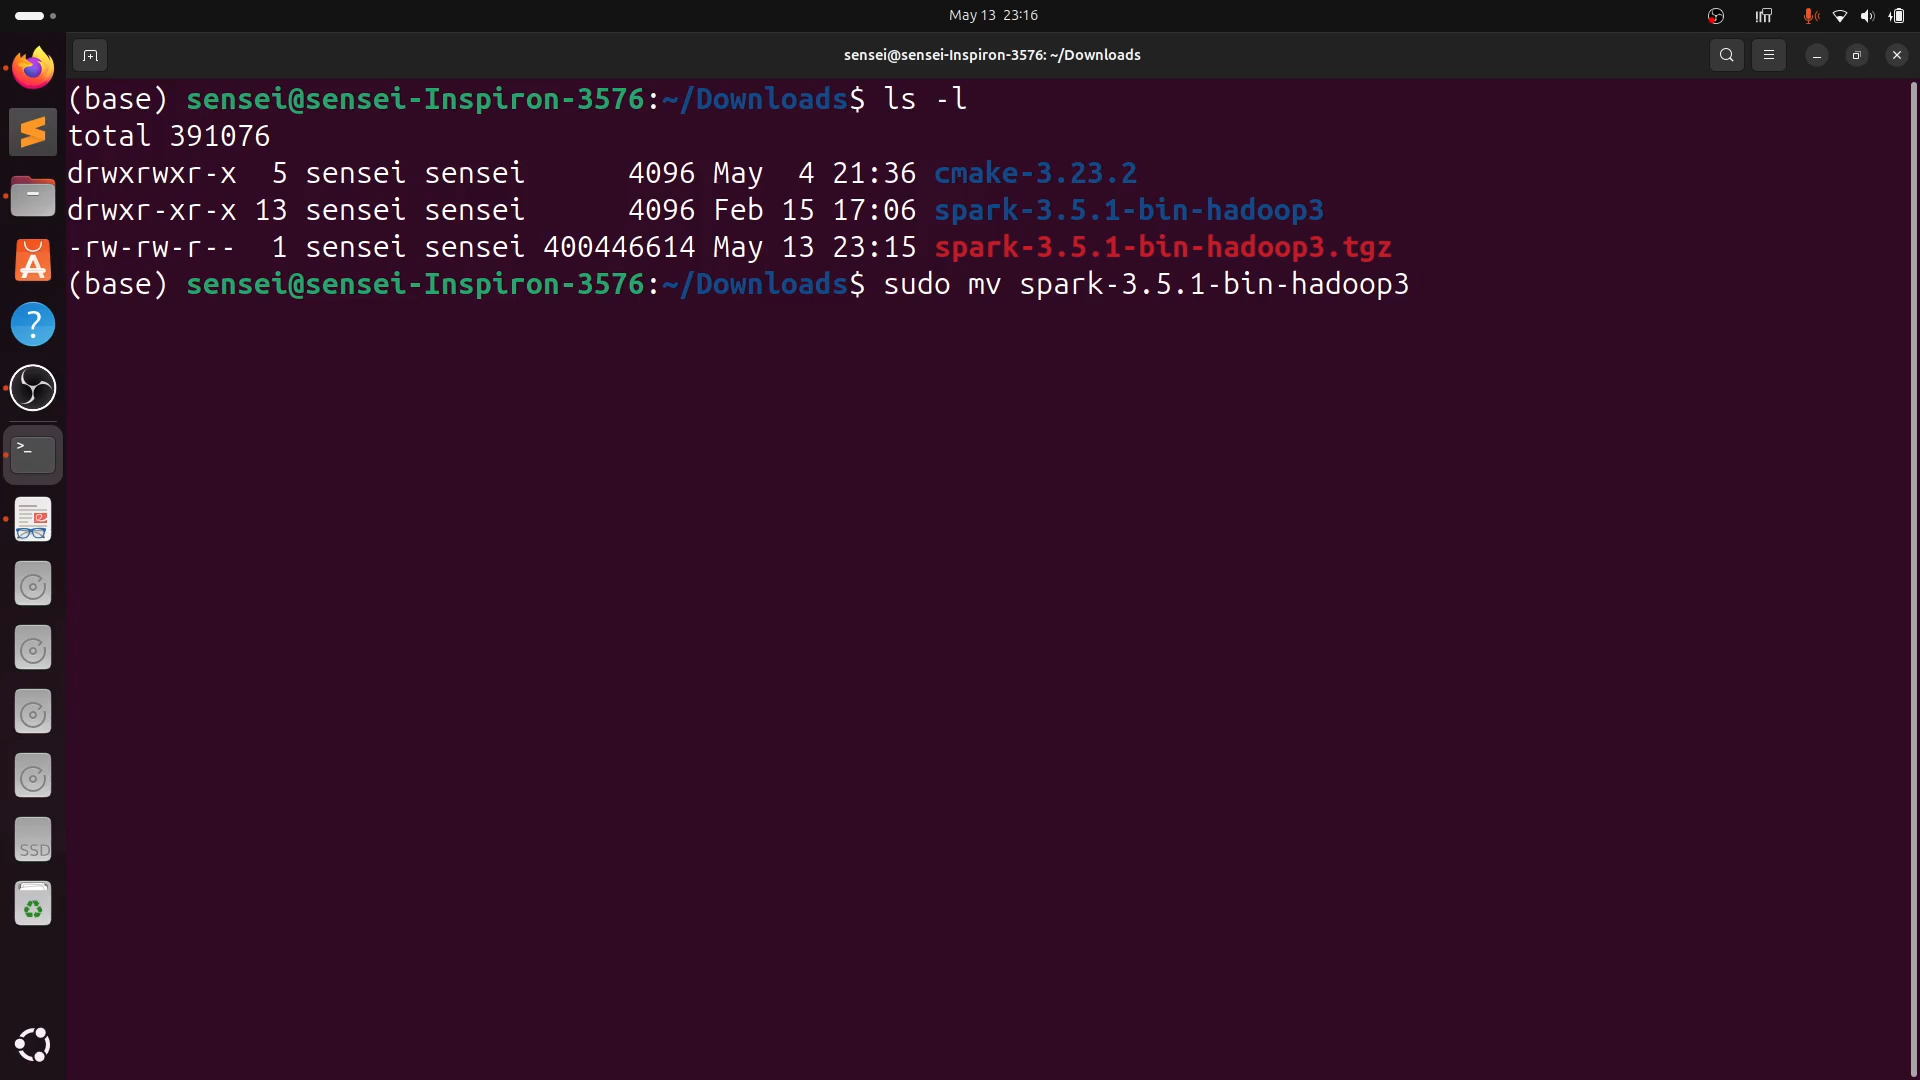 May 13 23:16
sensei@sensei-Inspiron-3576: ~/Downloads
(base) sensei@sensei-Inspiron-3576:~/Downloads$ ls -l
total 391076
drwxrwxr-x  5 sensei sensei      4096 May  4 21:36 cmake-3.23.2
drwxr-xr-x 13 sensei sensei      4096 Feb 15 17:06 spark-3.5.1-bin-hadoop3
-rw-rw-r--  1 sensei sensei 400446614 May 13 23:15 spark-3.5.1-bin-hadoop3.tgz
(base) sensei@sensei-Inspiron-3576:~/Downloads$ sudo mv spark-3.5.1-bin-hadoop3
SSD